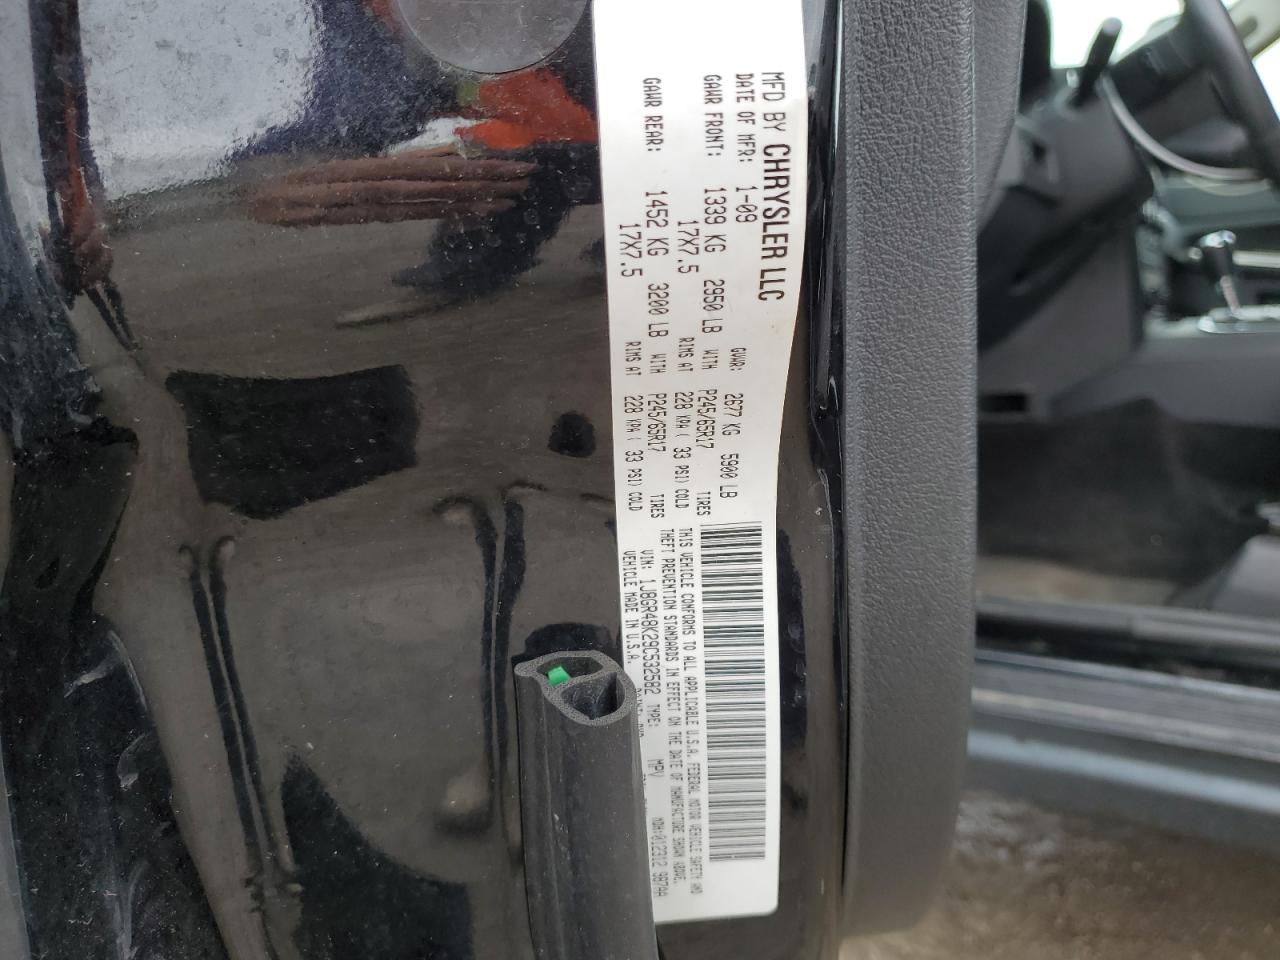 MFD BY CHRYSLER LLC
DATE OF MFR: 1-09 GVWR: 2677 KG 5900 LB
GAWR FRONT: 1339 KG 2950 LB WITH P245/65R17 TIRES
17X7.5 RIMS AT 228 KPA( 33 PSI) COLD
GAWR REAR: 1452 KG 3200 LB WITH P245/65R17 TIRES
17X7.5 RIMS AT 228 KPA( 33 PSI) COLD
THIS VEHICLE CONFORMS TO ALL APPLICABLE U.S.A. FEDERAL MOTOR VEHICLE SAFETY AND
THEFT PREVENTION STANDARDS IN EFFECT ON THE DATE OF MANUFACTURE SHOWN ABOVE.
VIN: 1J8GR48K29C532582 TYPE: MPV MDH:012312 987AA
VEHICLE MADE IN U.S.A.